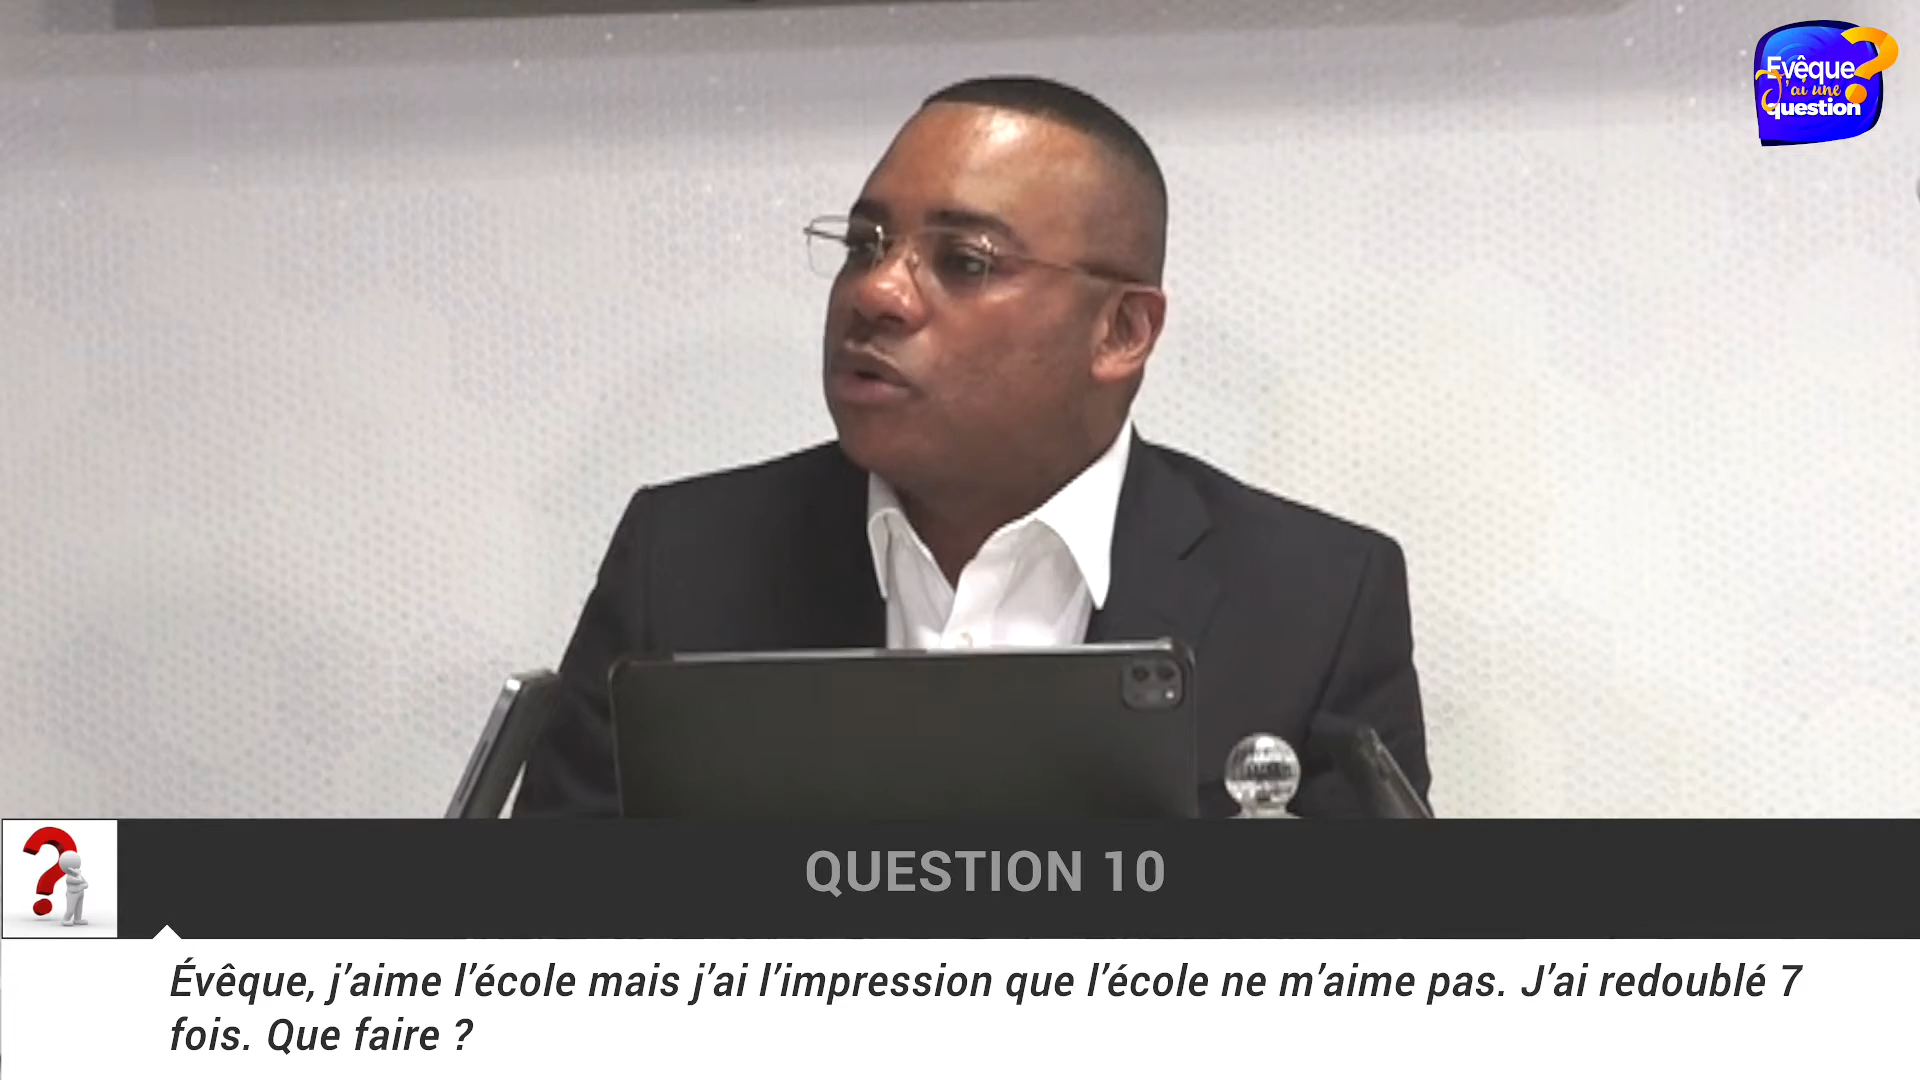 Evêque
J'ai une
question
?
QUESTION 10
Évêque, j’aime l’école mais j’ai l’impression que l’école ne m’aime pas. J’ai redoublé 7
fois. Que faire ?